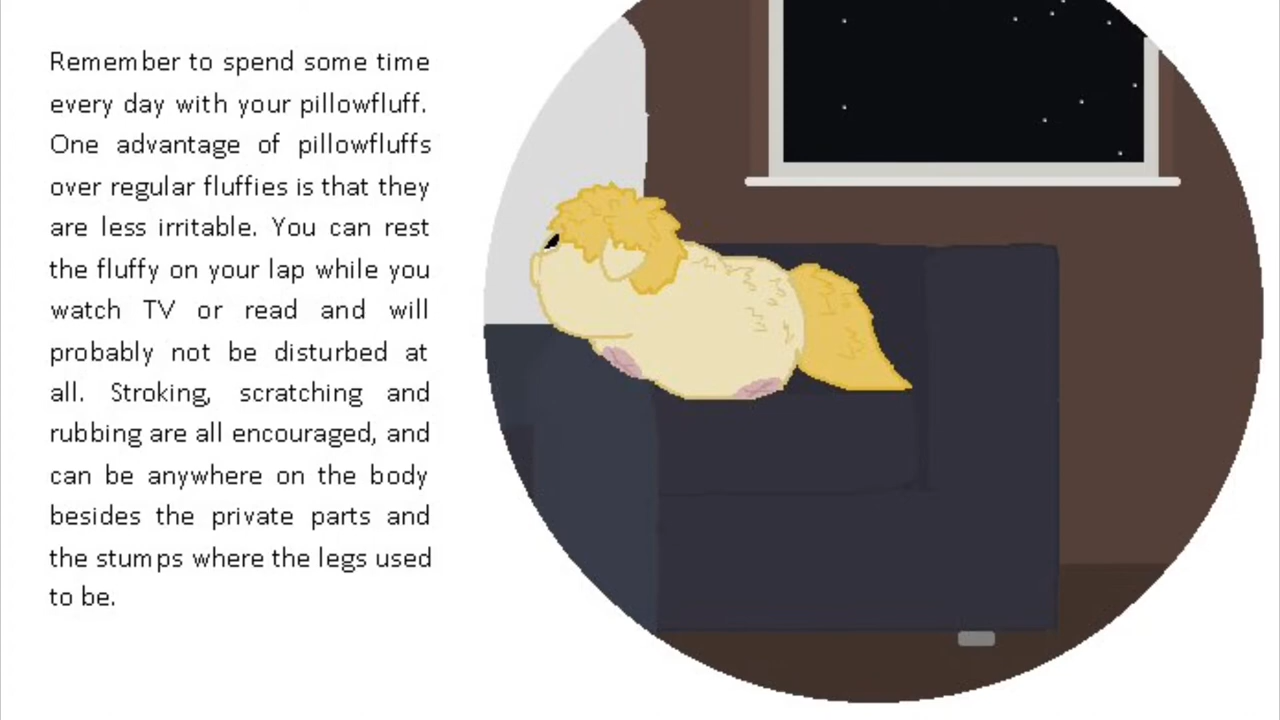 Remember to spend some time
every day with your pillowfluff.
One advantage of pillowfluffs
over regular fluffies is that they
are less irritable. You can rest
the fluffy on your lap while you
watch TV or read and will
probably not be disturbed at
all. Stroking, scratching and
rubbing are all encouraged, and
can be anywhere on the body
besides the private parts and
the stumps where the legs used
to be.